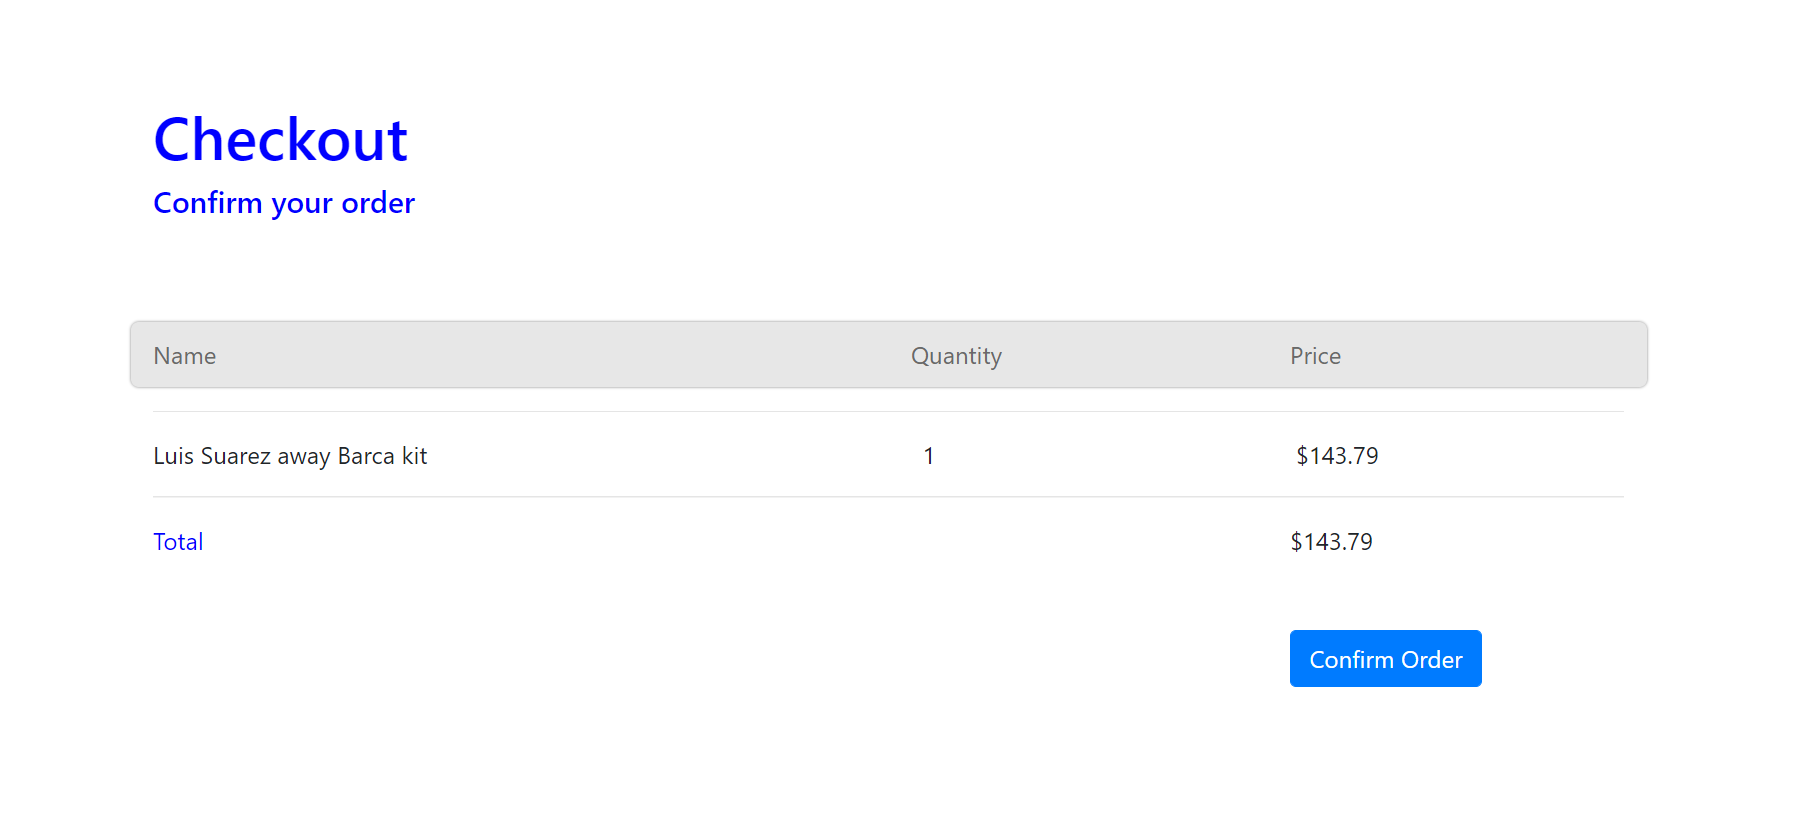 Checkout
Confirm your order
Name Quantity Price
Luis Suarez away Barca kit 1 $143.79
Total $143.79
Confirm Order